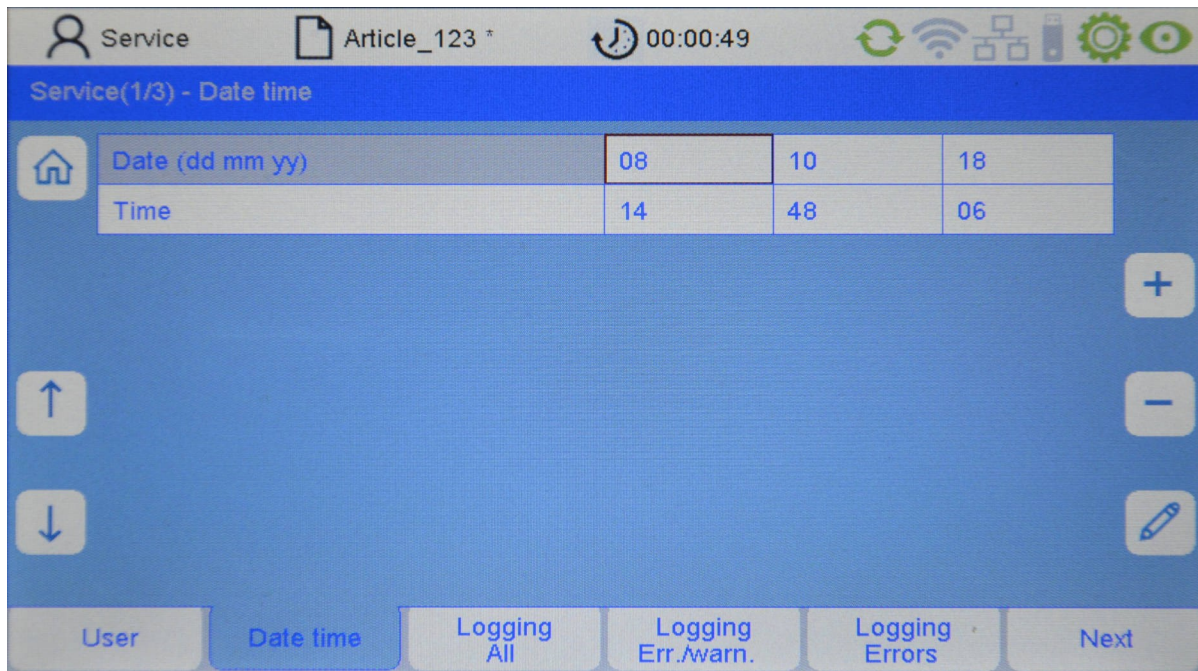 Service Article_123 * 00:00:49
Service(1/3) - Date time
Date (dd mm yy) 08 10 18
Time 14 48 06
+
−
User Date time Logging All Logging Err./warn. Logging Errors Next